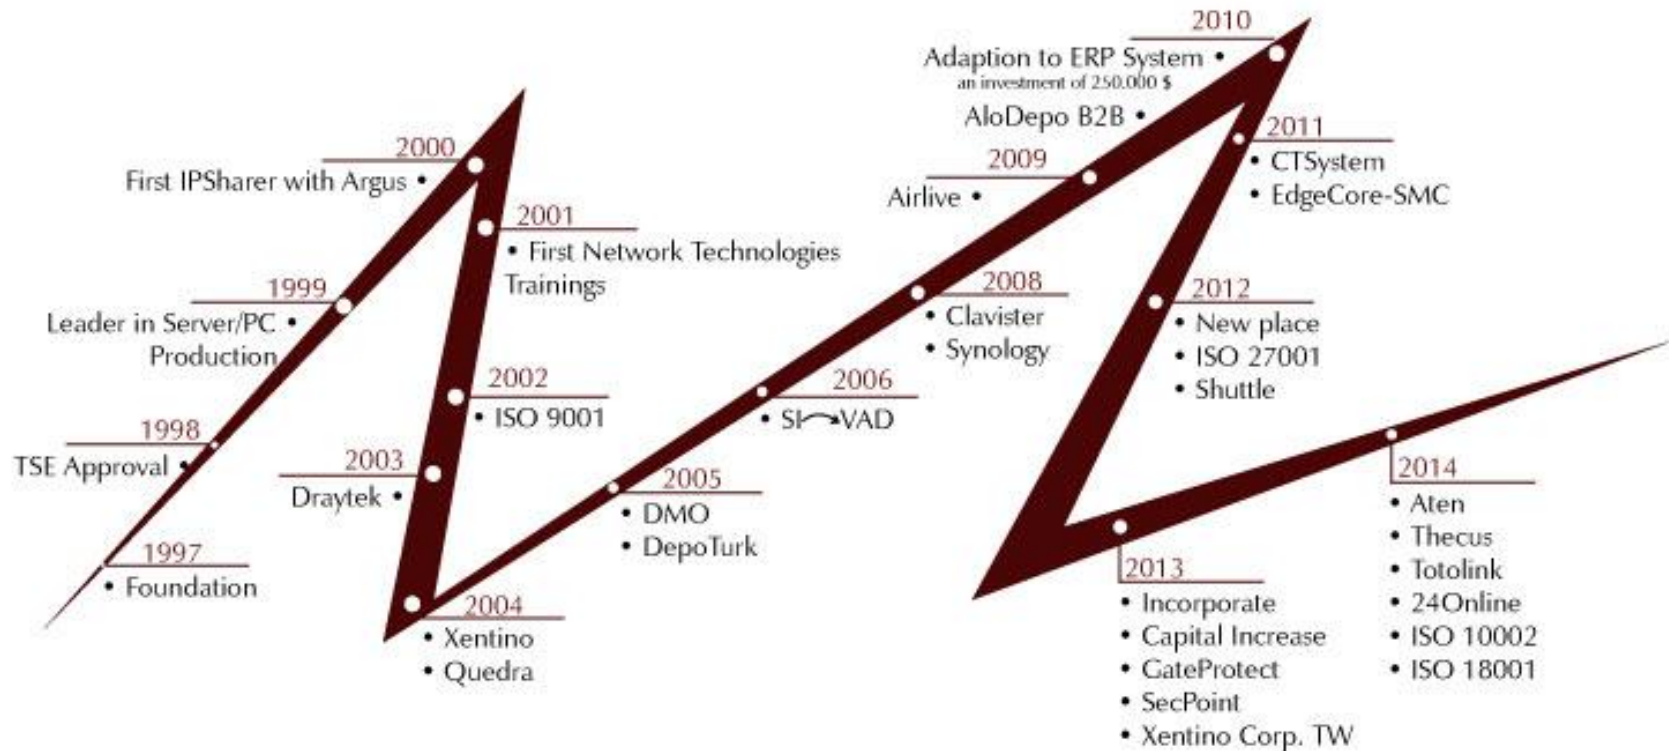 1997
• Foundation
1998
TSE Approval •
1999
Leader in Server/PC •
Production
2000
First IPSharer with Argus •
2001
• First Network Technologies
Trainings
2002
• ISO 9001
2003
Draytek •
2004
• Xentino
• Quedra
2005
• DMO
• DepoTurk
2006
• SI→VAD
2008
• Clavister
• Synology
2009
Airlive •
2010
Adaption to ERP System •
an investment of 250.000 $
AloDepo B2B •
2011
• CTSystem
• EdgeCore-SMC
2012
• New place
• ISO 27001
• Shuttle
2013
• Incorporate
• Capital Increase
• GateProtect
• SecPoint
• Xentino Corp. TW
2014
• Aten
• Thecus
• Totolink
• 24Online
• ISO 10002
• ISO 18001